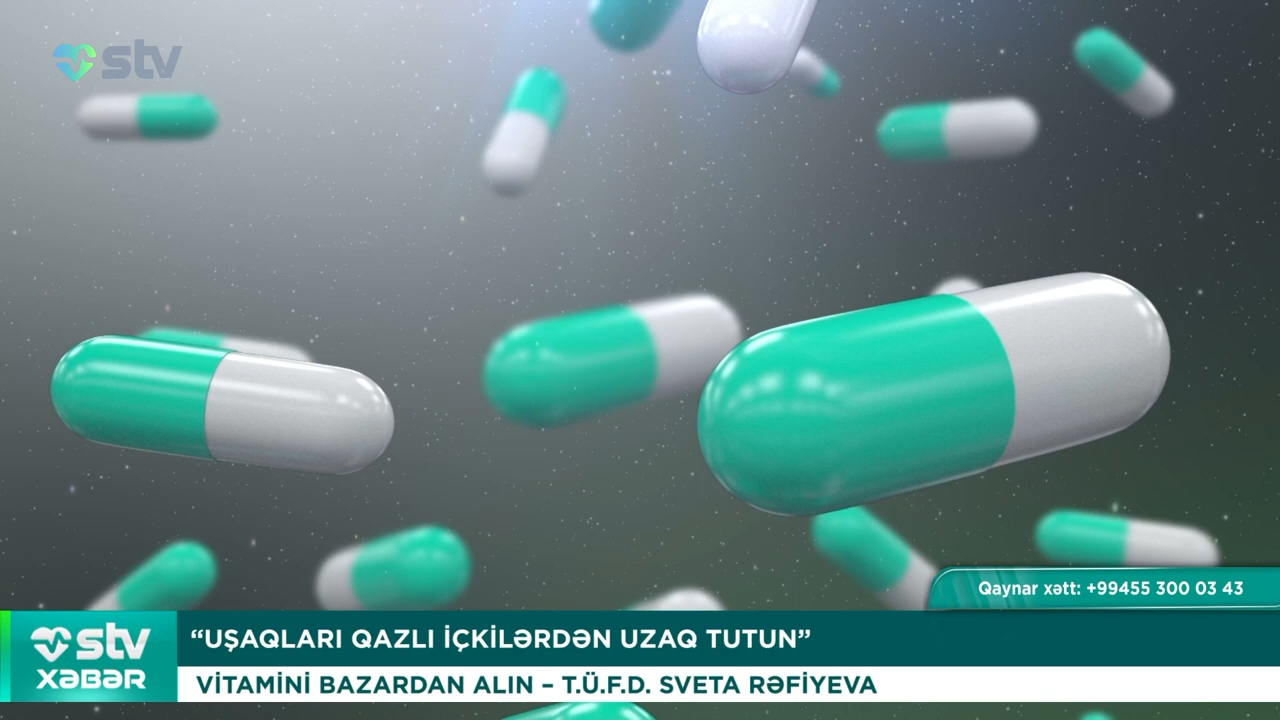 stv
Qaynar xətt: +99455 300 03 43
stv
XƏBƏR
“UŞAQLARI QAZLI İÇKİLƏRDƏN UZAQ TUTUN”
VİTAMİNİ BAZARDAN ALIN – T.Ü.F.D. SVETA RƏFİYEVA